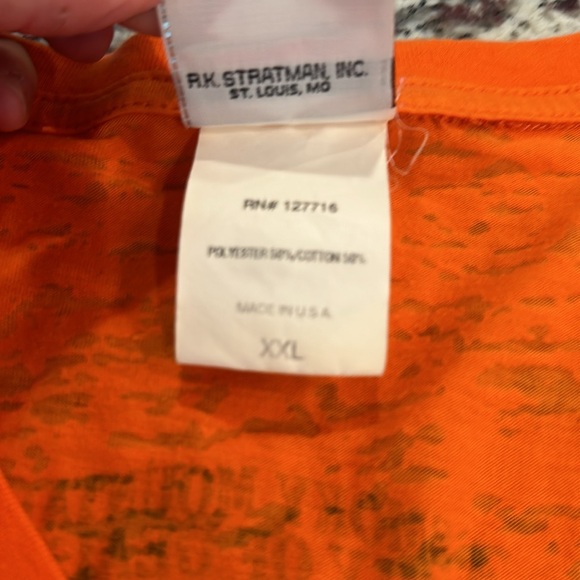 R.K. STRATMAN, INC.
ST. LOUIS, MO
RN# 127716
POLYESTER 50%/COTTON 50%
MADE IN U.S.A.
XXL